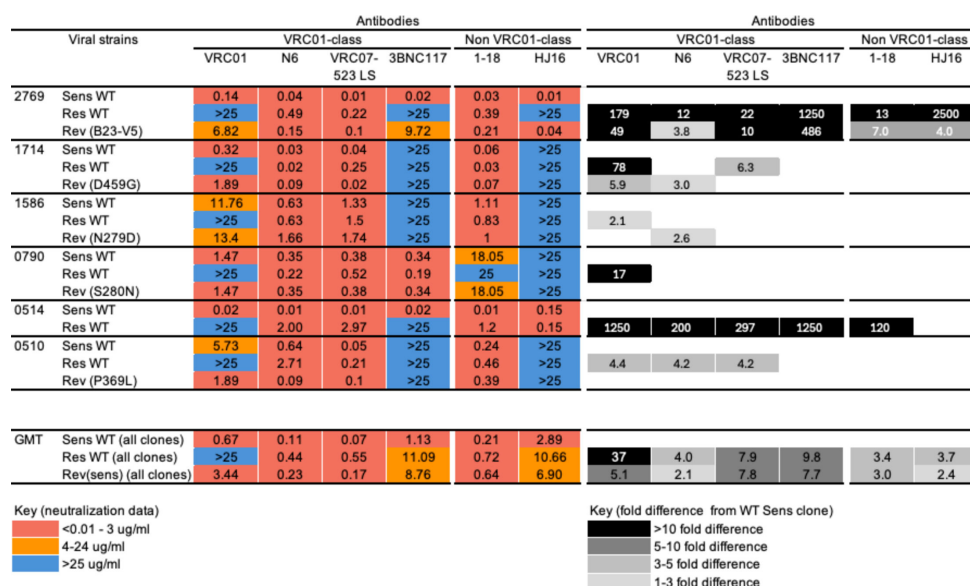 Antibodies Antibodies
Viral strains VRC01-class Non VRC01-class VRC01-class Non VRC01-class
VRC01 N6 VRC07-523 LS 3BNC117 1-18 HJ16 VRC01 N6 VRC07-523 LS 3BNC117 1-18 HJ16
2769 Sens WT 0.14 0.04 0.01 0.02 0.03 0.01
Res WT >25 0.49 0.22 >25 0.39 >25 179 12 22 1250 13 2500
Rev (B23-V5) 6.82 0.15 0.1 9.72 0.21 0.04 49 3.8 10 486 7.0 4.0
1714 Sens WT 0.32 0.03 0.04 >25 0.06 >25
Res WT >25 0.02 0.25 >25 0.03 >25 78 6.3
Rev (D459G) 1.89 0.09 0.02 >25 0.07 >25 5.9 3.0
1586 Sens WT 11.76 0.63 1.33 >25 1.11 >25
Res WT >25 0.63 1.5 >25 0.83 >25 2.1
Rev (N279D) 13.4 1.66 1.74 >25 1 >25 2.6
0790 Sens WT 1.47 0.35 0.38 0.34 18.05 >25
Res WT >25 0.22 0.52 0.19 25 >25 17
Rev (S280N) 1.47 0.35 0.38 0.34 18.05 >25
0514 Sens WT 0.02 0.01 0.01 0.02 0.01 0.15
Res WT >25 2.00 2.97 >25 1.2 0.15 1250 200 297 1250 120
0510 Sens WT 5.73 0.64 0.05 >25 0.24 >25
Res WT >25 2.71 0.21 >25 0.46 >25 4.4 4.2 4.2
Rev (P369L) 1.89 0.09 0.1 >25 0.39 >25
GMT Sens WT (all clones) 0.67 0.11 0.07 1.13 0.21 2.89
Res WT (all clones) >25 0.44 0.55 11.09 0.72 10.66 37 4.0 7.9 9.8 3.4 3.7
Rev(sens) (all clones) 3.44 0.23 0.17 8.76 0.64 6.90 5.1 2.1 7.8 7.7 3.0 2.4
Key (neutralization data) Key (fold difference from WT Sens clone)
<0.01 - 3 ug/ml >10 fold difference
4-24 ug/ml 5-10 fold difference
>25 ug/ml 3-5 fold difference
1-3 fold difference